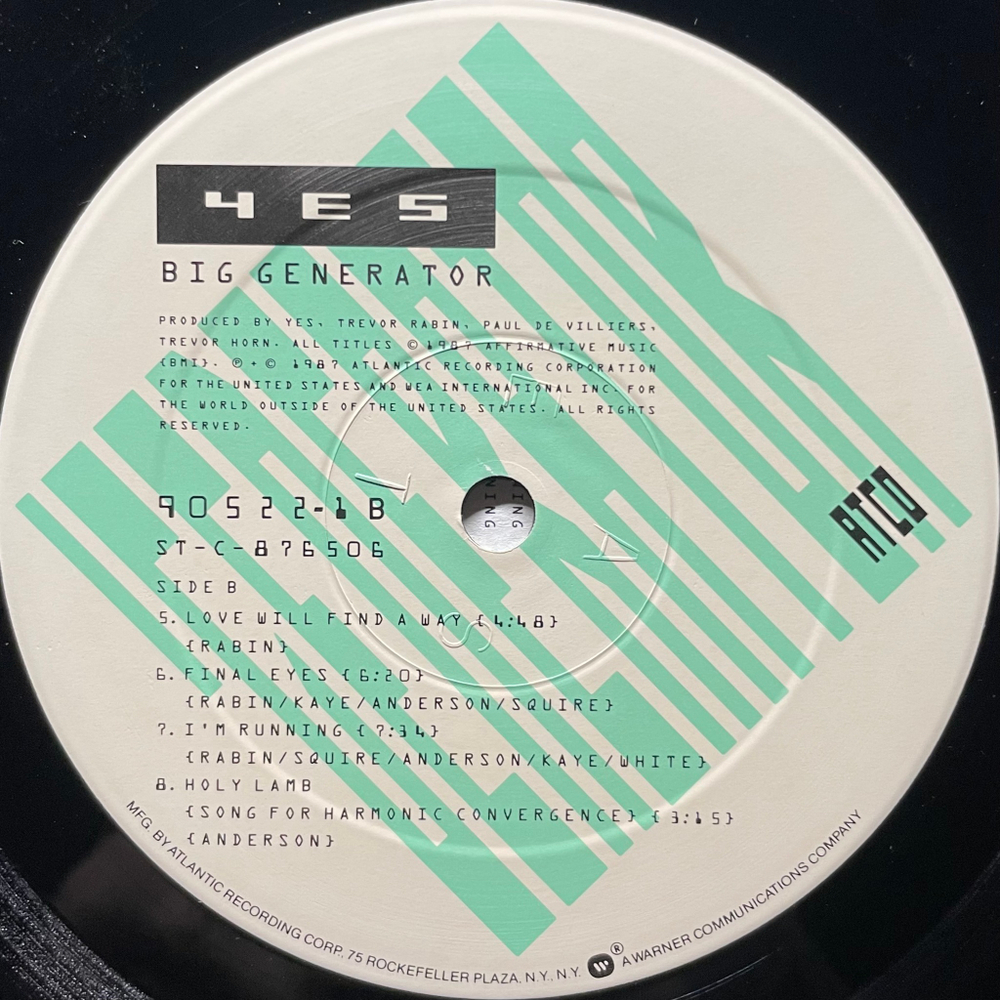 YES
BIG GENERATOR
PRODUCED BY YES, TREVOR RABIN, PAUL DE VILLIERS,
TREVOR HORN. ALL TITLES © 1987 AFFIRMATIVE MUSIC
{BMI}. ℗ + © 1987 ATLANTIC RECORDING CORPORATION
FOR THE UNITED STATES AND WEA INTERNATIONAL INC. FOR
THE WORLD OUTSIDE OF THE UNITED STATES. ALL RIGHTS
RESERVED.
90522-1 B
ST-C-876506
SIDE B
5. LOVE WILL FIND A WAY {4:48}
{RABIN}
6. FINAL EYES {6:20}
{RABIN/KAYE/ANDERSON/SQUIRE}
7. I'M RUNNING {7:34}
{RABIN/SQUIRE/ANDERSON/KAYE/WHITE}
8. HOLY LAMB
{SONG FOR HARMONIC CONVERGENCE} {3:15}
{ANDERSON}
ATCO
MFG. BY ATLANTIC RECORDING CORP., 75 ROCKEFELLER PLAZA, N.Y., N.Y. ® A WARNER COMMUNICATIONS COMPANY